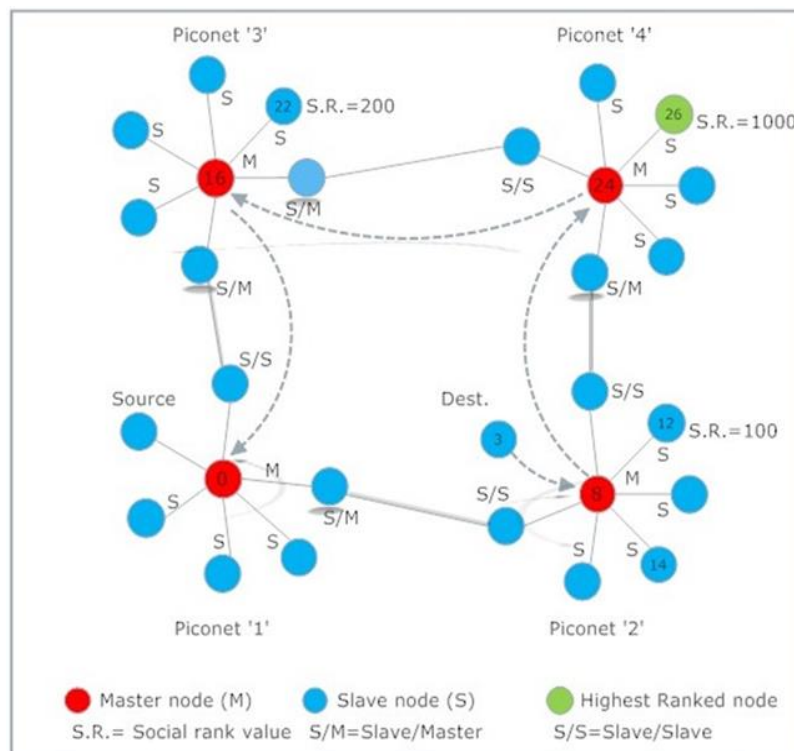 Piconet '3'
Piconet '4'
S
22
S.R.=200
S
S
M
16
S
S/M
S/M
S
26
S.R.=1000
S
S/S
M
24
S
S
S/M
S/S
Source
0
M
S
S
S
S/M
S/S
Dest.
3
12
S.R.=100
S
S/S
M
8
S
S
14
S
Piconet '1'
Piconet '2'
Master node (M)
Slave node (S)
Highest Ranked node
S.R.= Social rank value
S/M=Slave/Master
S/S=Slave/Slave